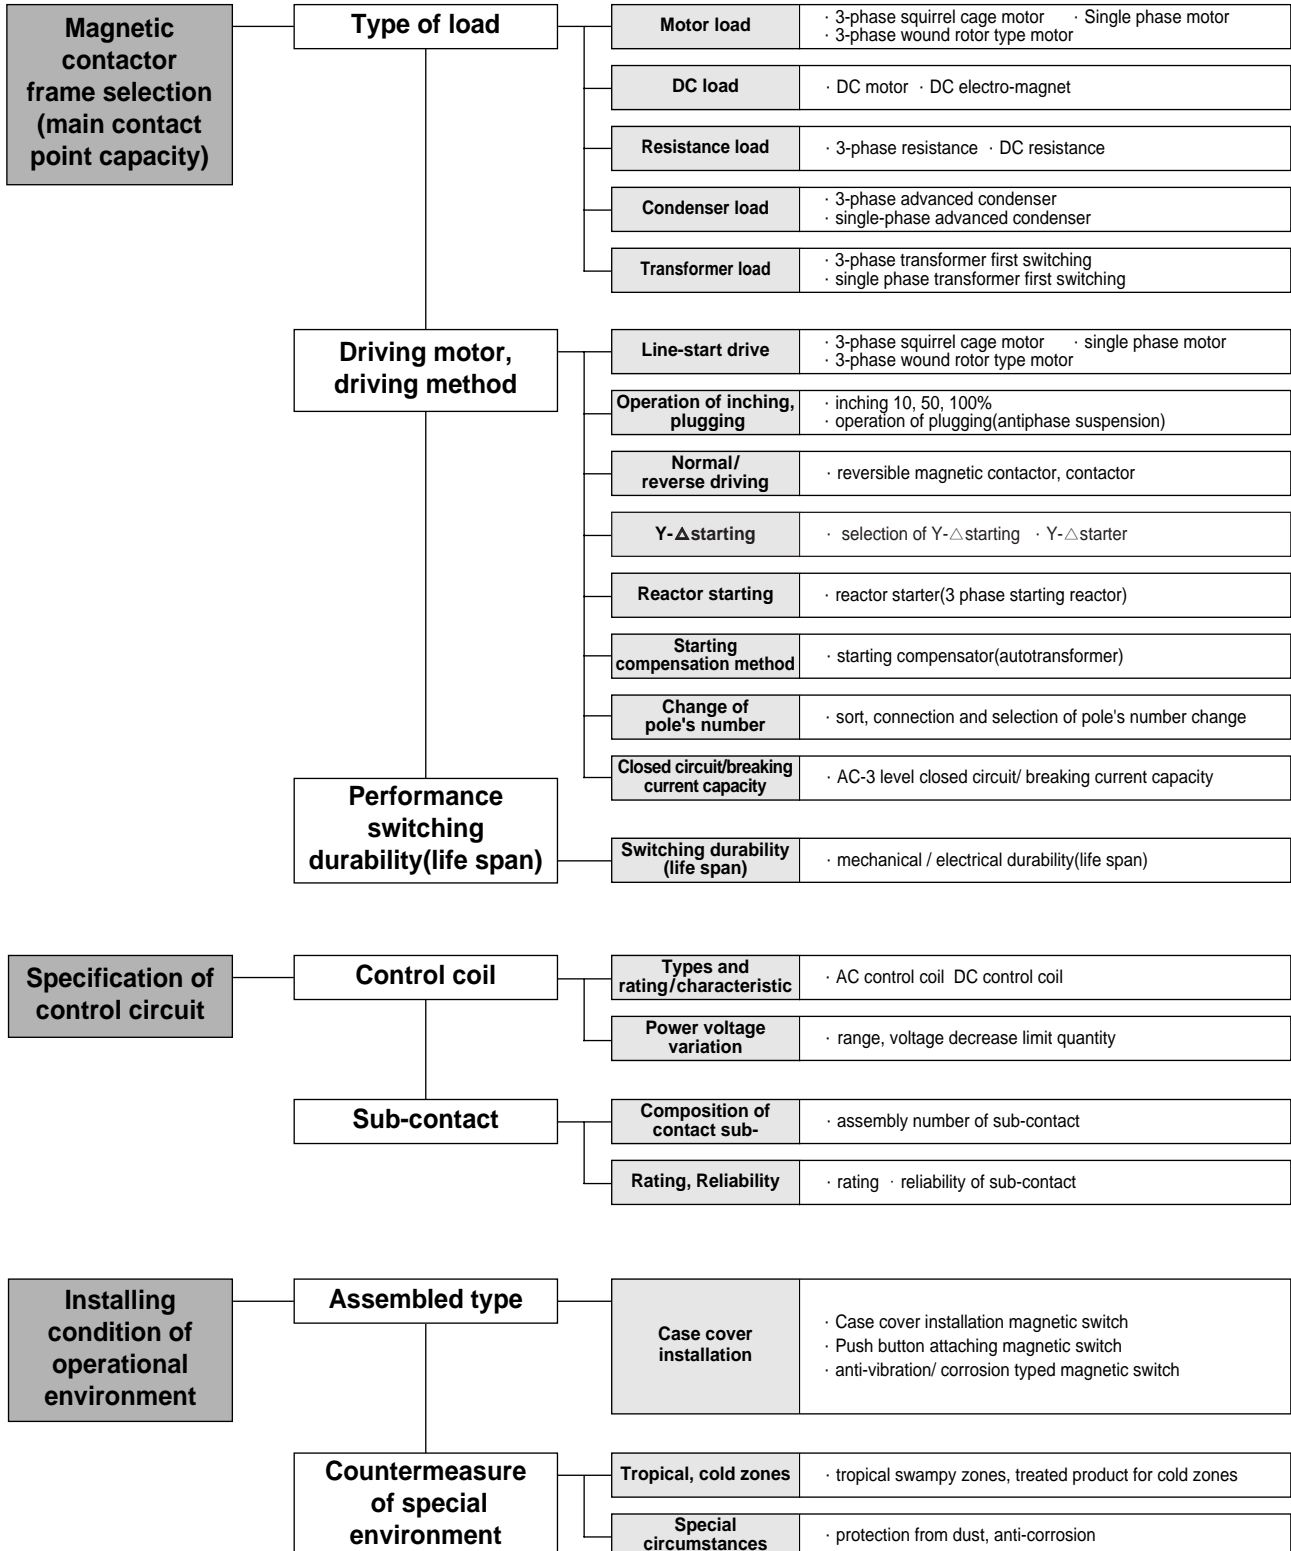 Magnetic
contactor
frame selection
(main contact
point capacity)
Type of load
Motor load
· 3-phase squirrel cage motor · Single phase motor
· 3-phase wound rotor type motor
DC load
· DC motor · DC electro-magnet
Resistance load
· 3-phase resistance · DC resistance
Condenser load
· 3-phase advanced condenser
· single-phase advanced condenser
Transformer load
· 3-phase transformer first switching
· single phase transformer first switching
Driving motor,
driving method
Line-start drive
· 3-phase squirrel cage motor · single phase motor
· 3-phase wound rotor type motor
Operation of inching,
plugging
· inching 10, 50, 100%
· operation of plugging(antiphase suspension)
Normal/
reverse driving
· reversible magnetic contactor, contactor
Y-△starting
· selection of Y-△starting · Y-△starter
Reactor starting
· reactor starter(3 phase starting reactor)
Starting
compensation method
· starting compensator(autotransformer)
Change of
pole's number
· sort, connection and selection of pole's number change
Closed circuit/breaking
current capacity
· AC-3 level closed circuit/ breaking current capacity
Performance
switching
durability(life span)
Switching durability
(life span)
· mechanical / electrical durability(life span)
Specification of
control circuit
Control coil
Types and
rating/characteristic
· AC control coil DC control coil
Power voltage
variation
· range, voltage decrease limit quantity
Sub-contact
Composition of
contact sub-
· assembly number of sub-contact
Rating, Reliability
· rating · reliability of sub-contact
Installing
condition of
operational
environment
Assembled type
Case cover
installation
· Case cover installation magnetic switch
· Push button attaching magnetic switch
· anti-vibration/ corrosion typed magnetic switch
Countermeasure
of special
environment
Tropical, cold zones
· tropical swampy zones, treated product for cold zones
Special
circumstances
· protection from dust, anti-corrosion